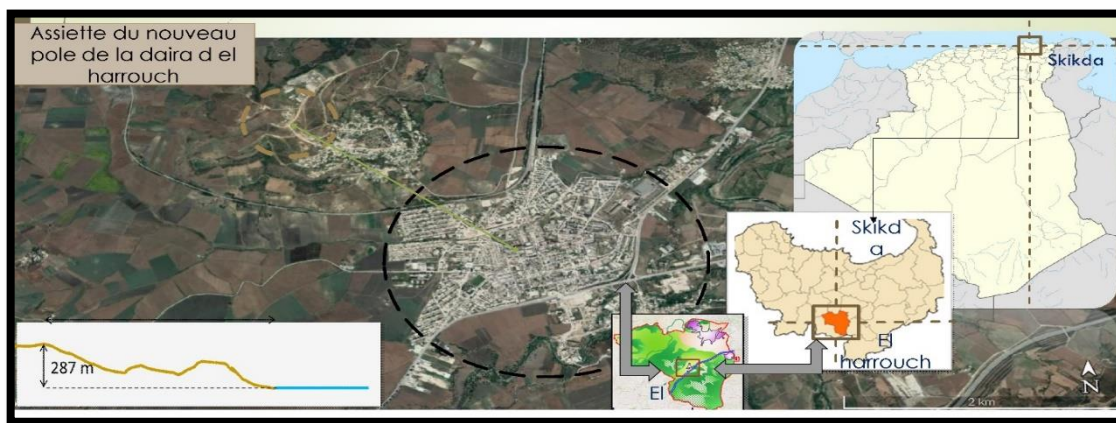 Assiette du nouveau
pole de la daira d el
harrouch
Skikda
Skikd
a
El
harrouch
El
287 m
N
2 km